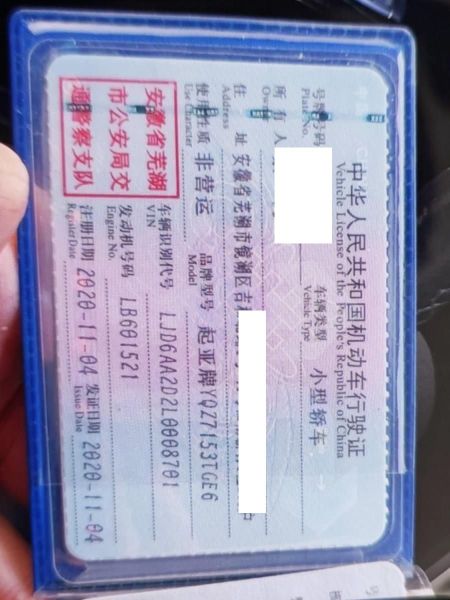 中华人民共和国机动车行驶证
Vehicle License of the People's Republic of China
号牌号码
Plate No.
车辆类型 小型轿车
Vehicle Type
所有人
Owner
住 址 安徽省芜湖市镜湖区吉
Address
使用性质 非营运
Use Character
品牌型号 起亚牌YQZ7153TGE6
Model
安徽省芜湖
市公安局交
通警察支队
车辆识别代号 LJD6AA2D2L0008701
VIN
发动机号码 LB601521
Engine No.
注册日期 2020-11-04 发证日期 2020-11-04
Register Date Issue Date